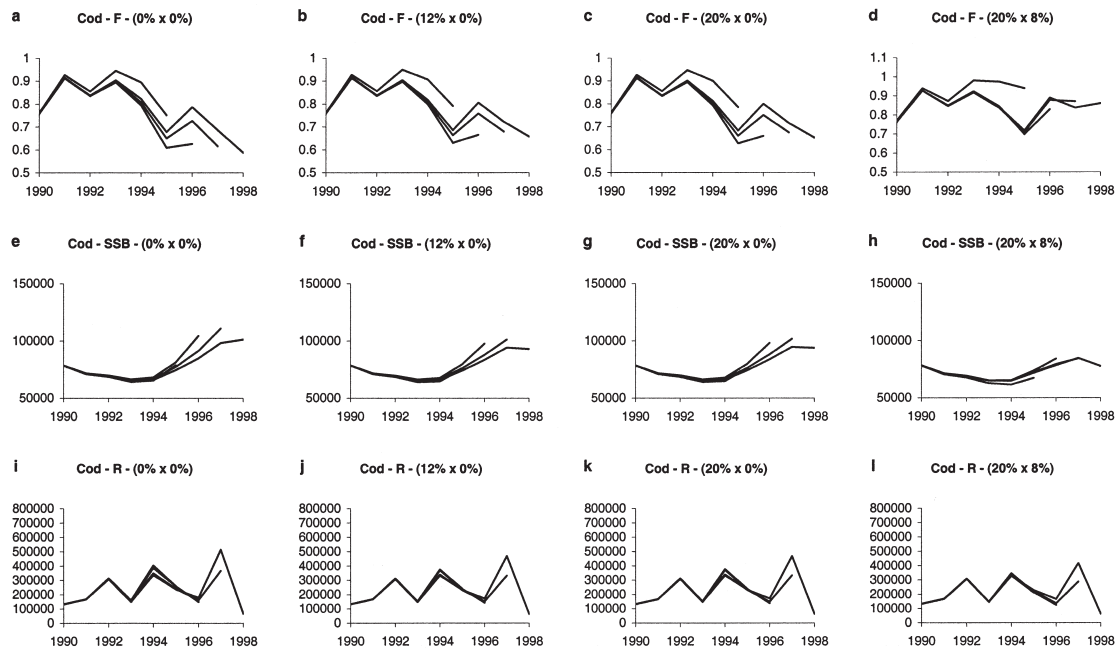 a
Cod - F - (0% x 0%)
1
0.9
0.8
0.7
0.6
0.5
1990 1992 1994 1996 1998
b
Cod - F - (12% x 0%)
1
0.9
0.8
0.7
0.6
0.5
1990 1992 1994 1996 1998
c
Cod - F - (20% x 0%)
1
0.9
0.8
0.7
0.6
0.5
1990 1992 1994 1996 1998
d
Cod - F - (20% x 8%)
1.1
1
0.9
0.8
0.7
0.6
0.5
1990 1992 1994 1996 1998
e
Cod - SSB - (0% x 0%)
150000
100000
50000
1990 1992 1994 1996 1998
f
Cod - SSB - (12% x 0%)
150000
100000
50000
1990 1992 1994 1996 1998
g
Cod - SSB - (20% x 0%)
150000
100000
50000
1990 1992 1994 1996 1998
h
Cod - SSB - (20% x 8%)
150000
100000
50000
1990 1992 1994 1996 1998
i
Cod - R - (0% x 0%)
800000
700000
600000
500000
400000
300000
200000
100000
0
1990 1992 1994 1996 1998
j
Cod - R - (12% x 0%)
800000
700000
600000
500000
400000
300000
200000
100000
0
1990 1992 1994 1996 1998
k
Cod - R - (20% x 0%)
800000
700000
600000
500000
400000
300000
200000
100000
0
1990 1992 1994 1996 1998
l
Cod - R - (20% x 8%)
800000
700000
600000
500000
400000
300000
200000
100000
0
1990 1992 1994 1996 1998